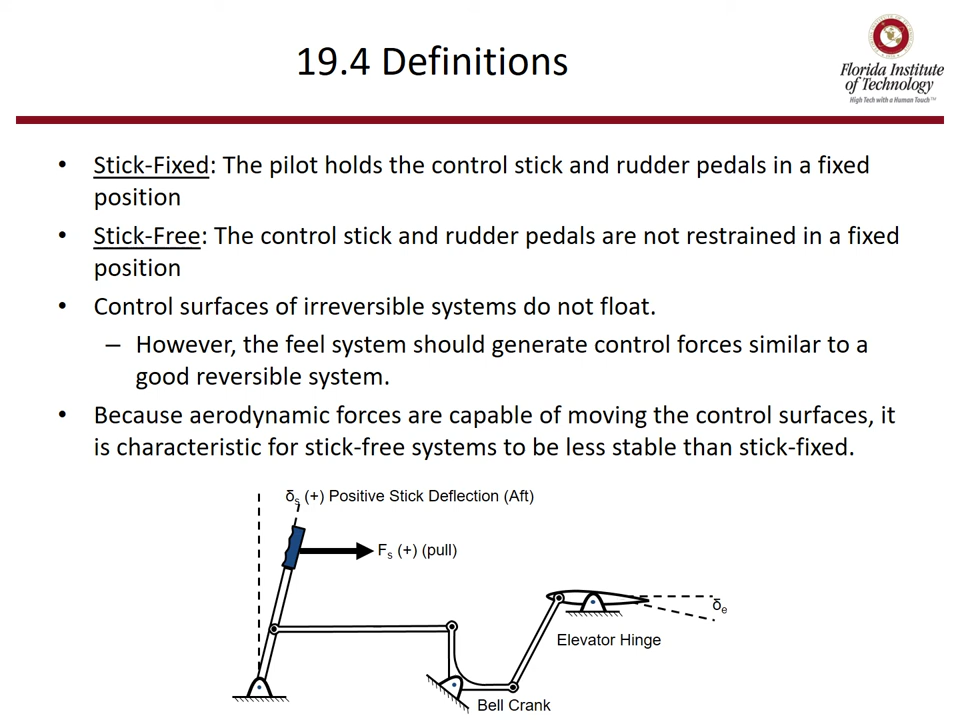 19.4 Definitions
Florida Institute
of Technology
High Tech with a Human Touch™
• Stick-Fixed: The pilot holds the control stick and rudder pedals in a fixed
position
• Stick-Free: The control stick and rudder pedals are not restrained in a fixed
position
• Control surfaces of irreversible systems do not float.
– However, the feel system should generate control forces similar to a
good reversible system.
• Because aerodynamic forces are capable of moving the control surfaces, it
is characteristic for stick-free systems to be less stable than stick-fixed.
δs (+) Positive Stick Deflection (Aft)
Fs (+) (pull)
δe
Elevator Hinge
Bell Crank